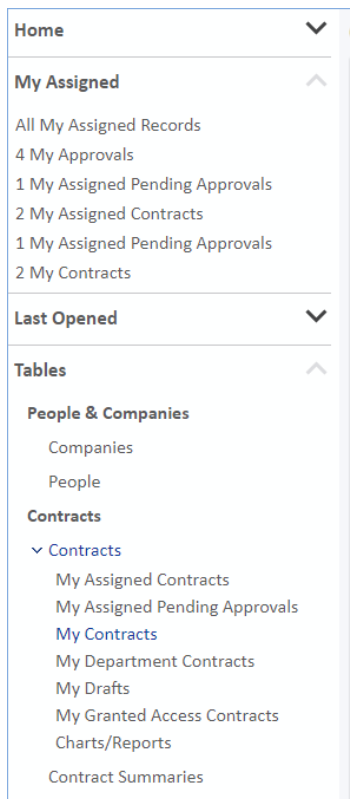 Home
My Assigned
All My Assigned Records
4 My Approvals
1 My Assigned Pending Approvals
2 My Assigned Contracts
1 My Assigned Pending Approvals
2 My Contracts
Last Opened
Tables
People & Companies
Companies
People
Contracts
Contracts
My Assigned Contracts
My Assigned Pending Approvals
My Contracts
My Department Contracts
My Drafts
My Granted Access Contracts
Charts/Reports
Contract Summaries